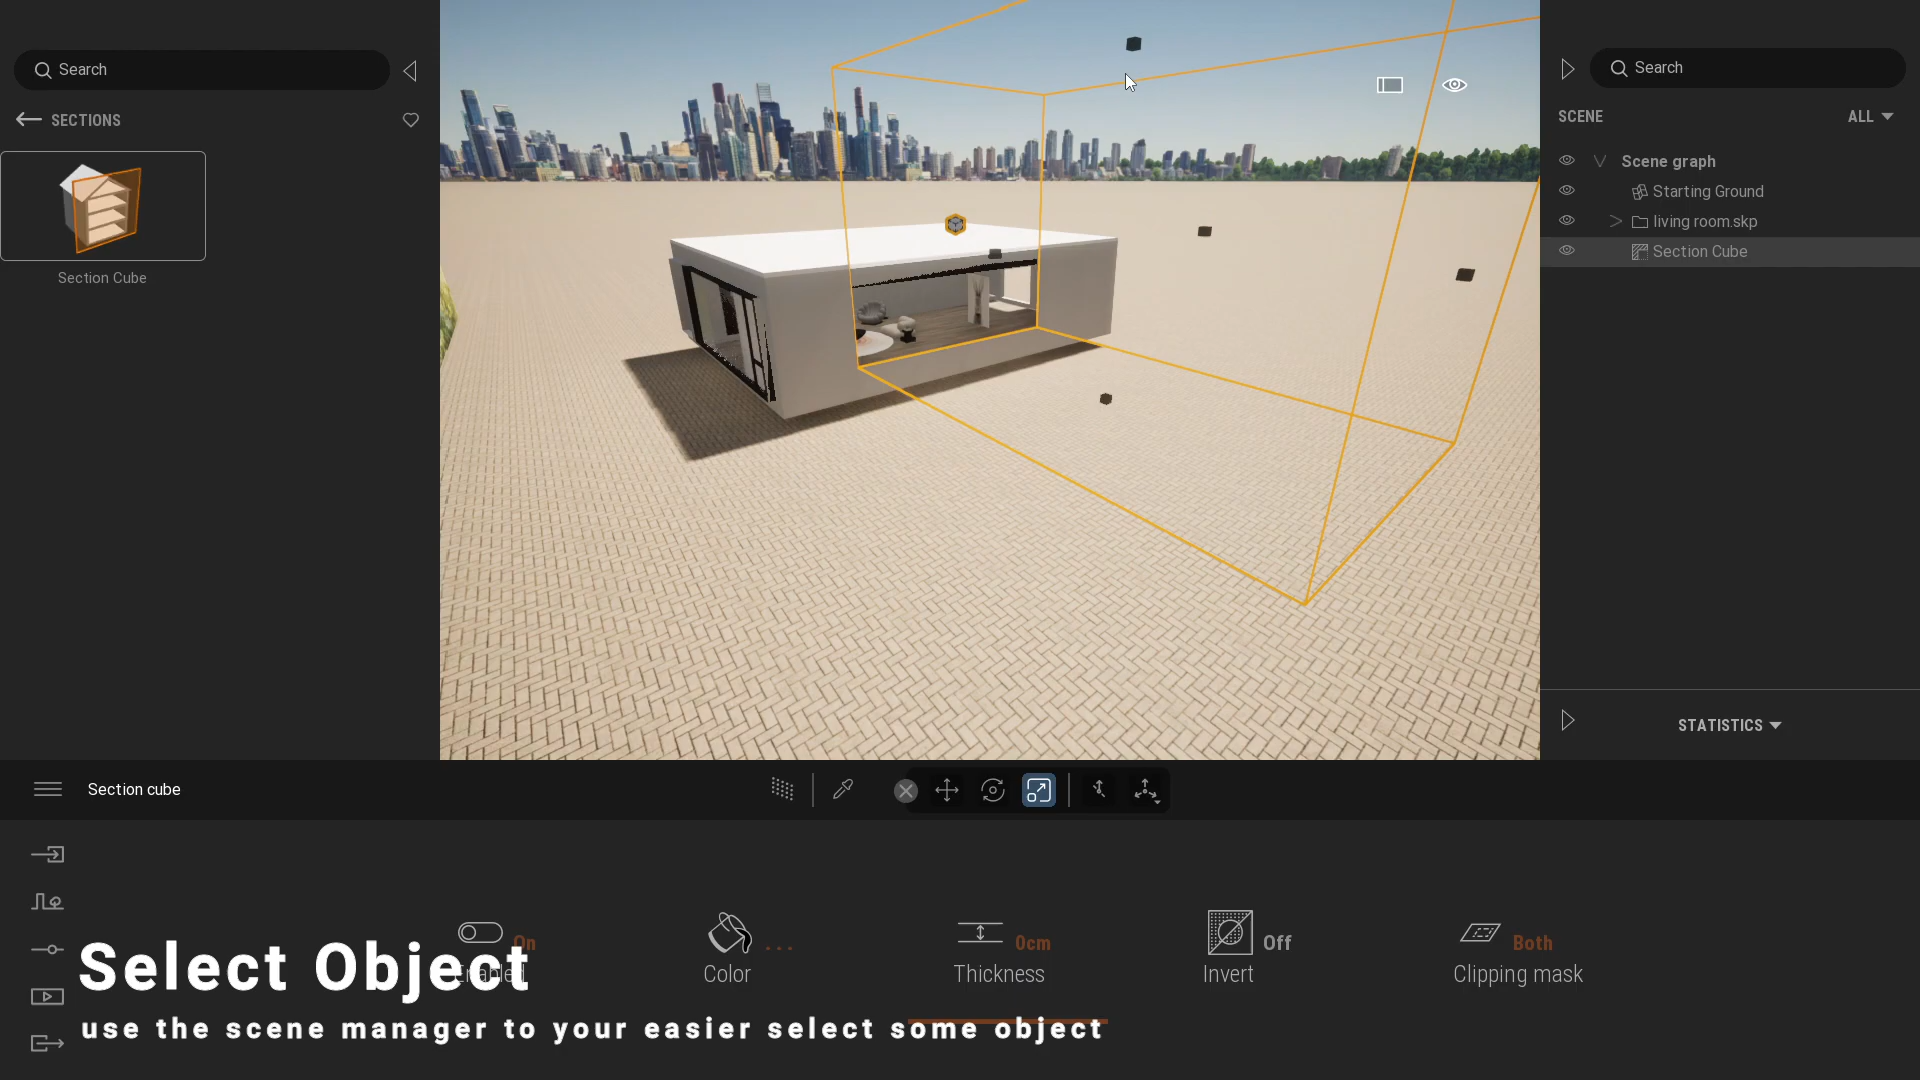 Search
SECTIONS
Section Cube
Search
SCENE
ALL
Scene graph
Starting Ground
living room.skp
Section Cube
STATISTICS
Section cube
On
Enabled
...
Color
0cm
Thickness
Off
Invert
Both
Clipping mask
Select Object
use the scene manager to your easier select some object